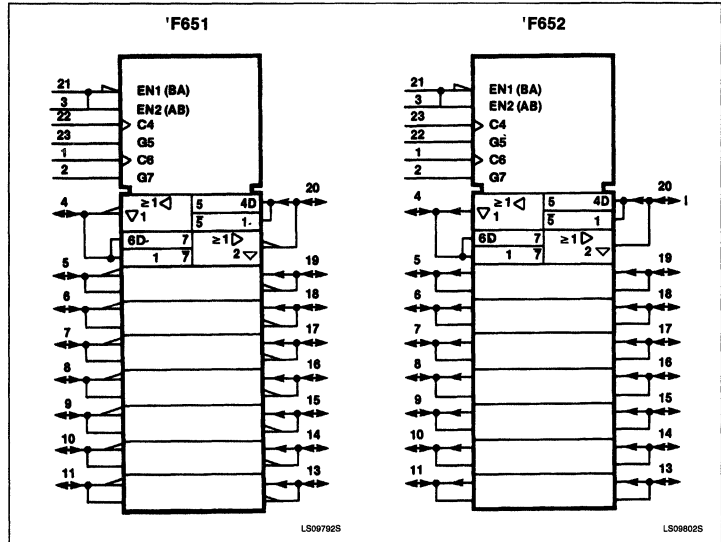 'F651
21
3
22
23
1
2
EN1 (BA)
EN2 (AB)
C4
G5
C6
G7
4
≥1◁
▽1
5 4D
5̅ 1-
20
6D- 7
1 7̅
≥1▷
2▽
5
19
6
18
7
17
8
16
9
15
10
14
11
13
LS09792S
'F652
21
3
23
22
1
2
EN1 (BA)
EN2 (AB)
C4
G5
C6
G7
4
≥1◁
▽1
5 4D
5̅ 1
20
6D 7
1 7̅
≥1▷
2▽
5
19
6
18
7
17
8
16
9
15
10
14
11
13
LS09802S